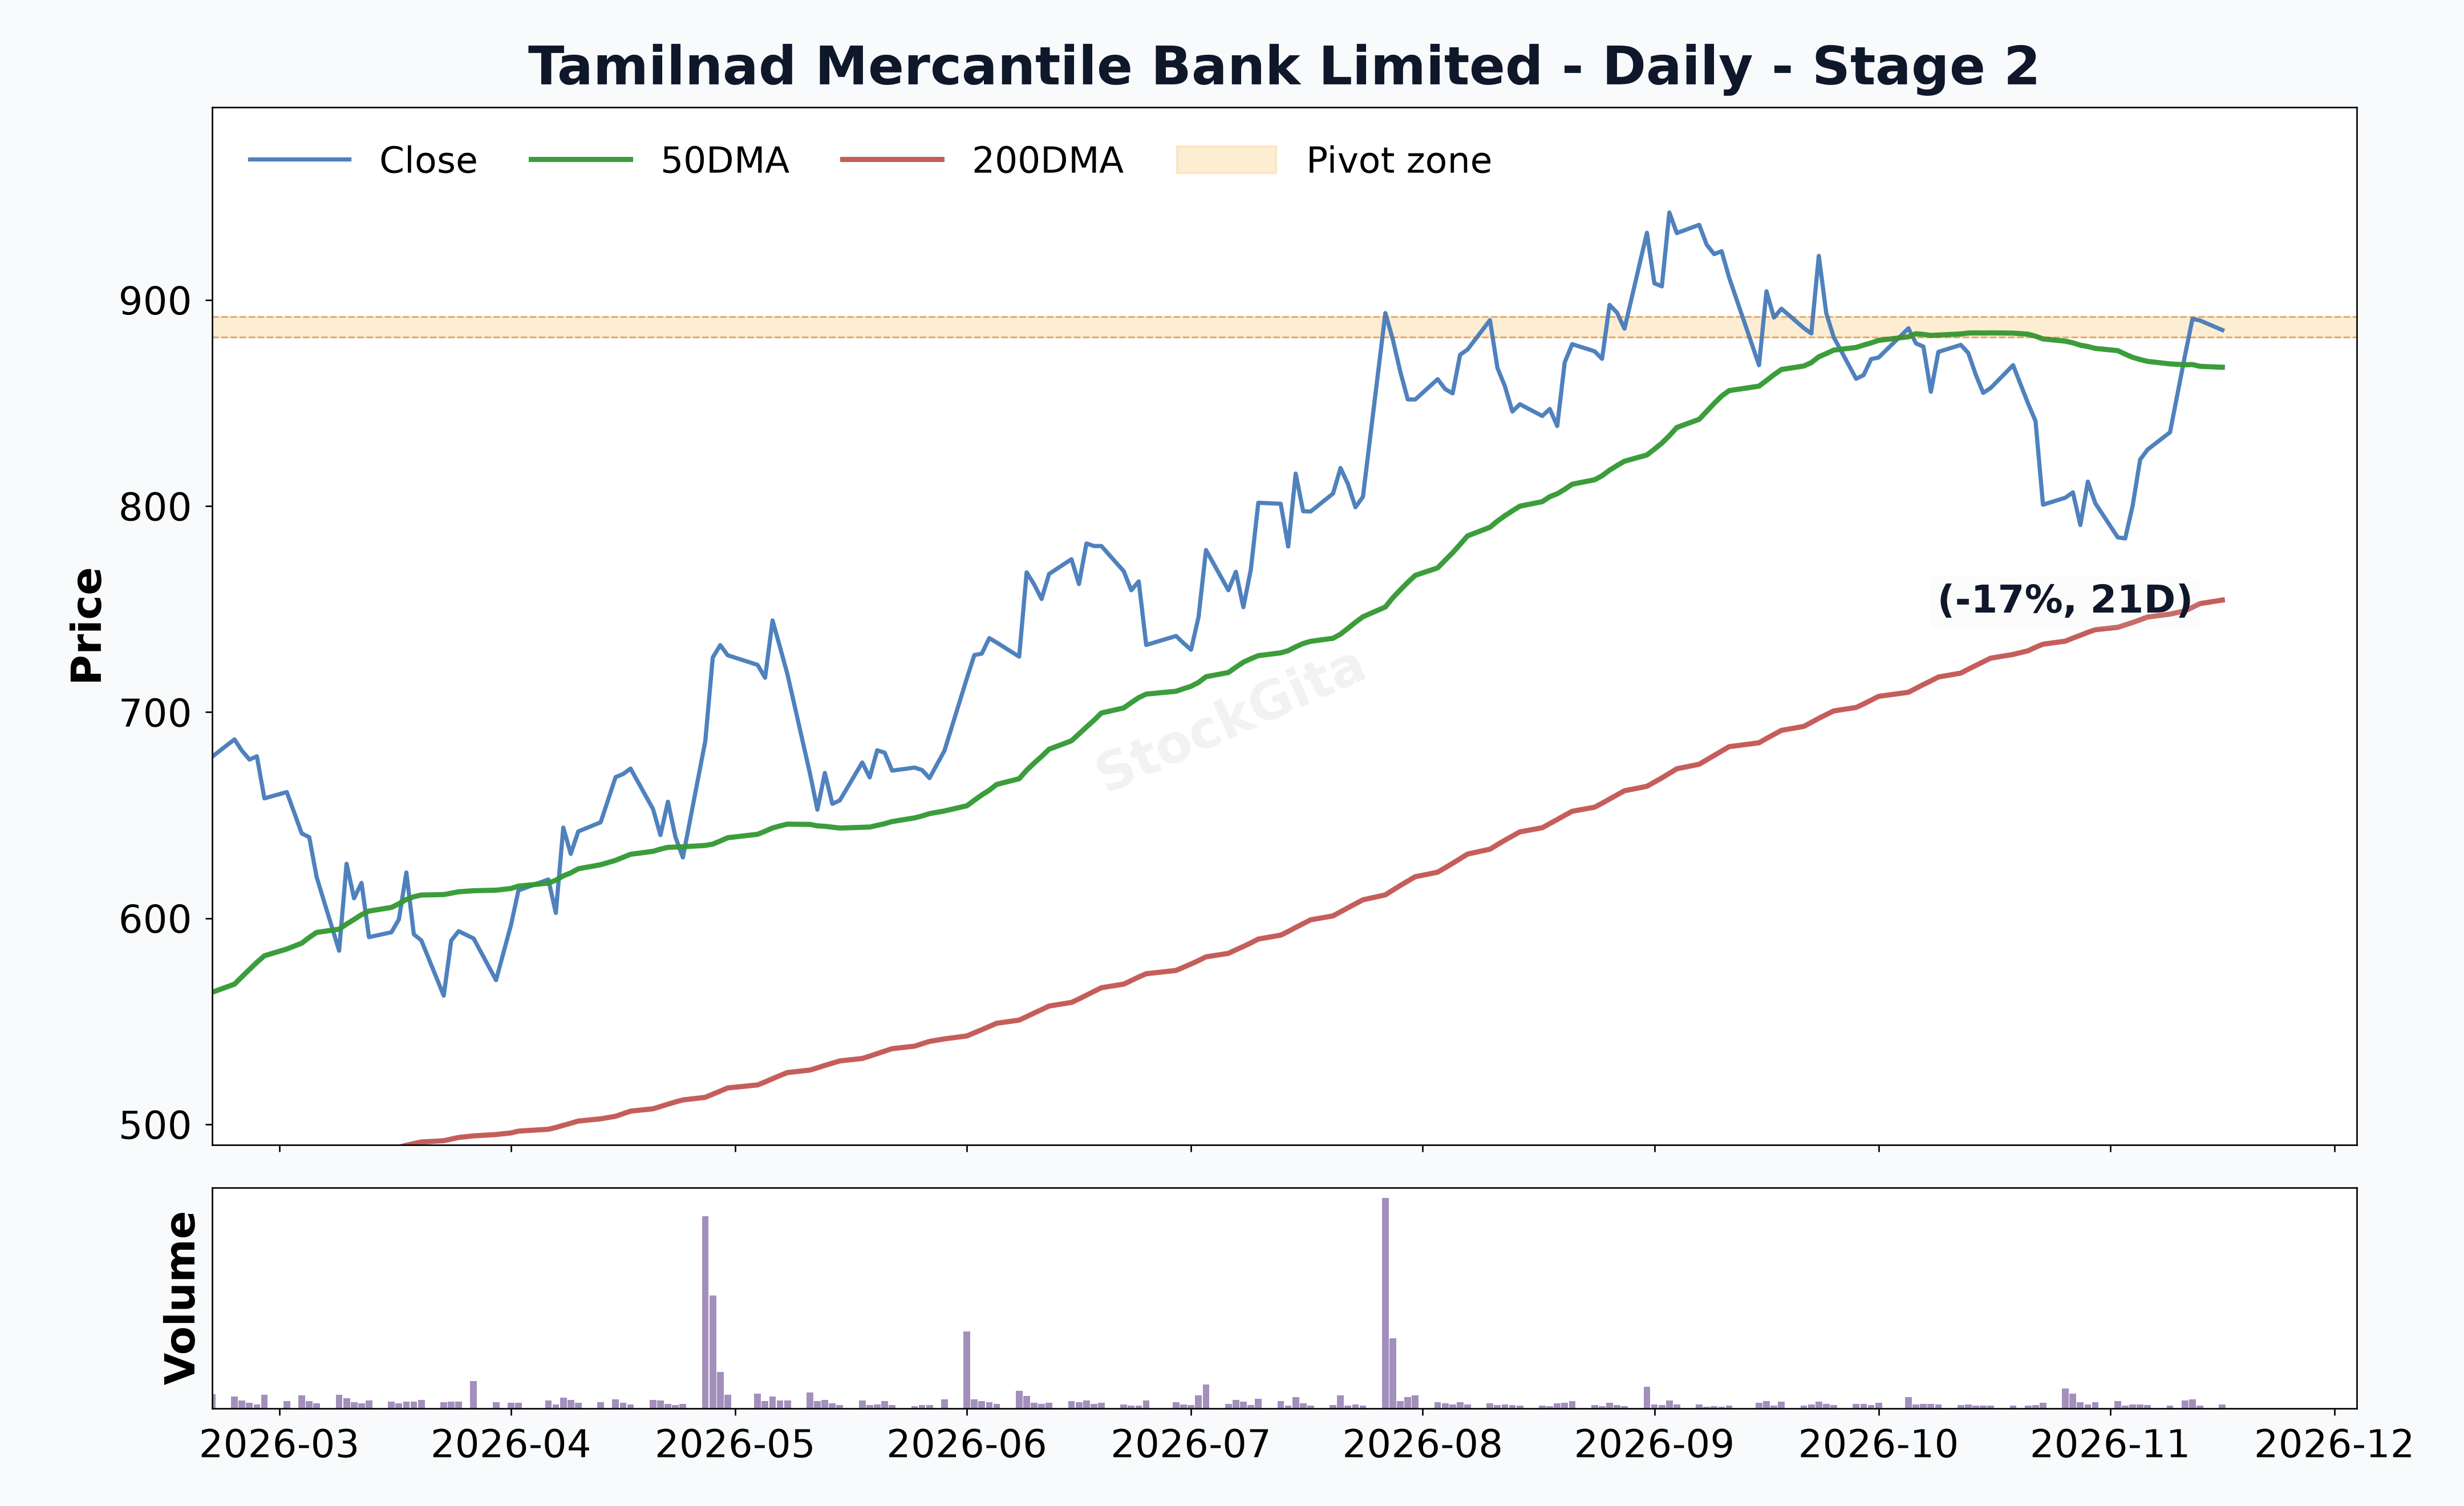 Tamilnad Mercantile Bank Limited - Daily - Stage 2
Close 50DMA 200DMA Pivot zone
900
800
700
600
500
Price
(-17%, 21D)
StockGita
Volume
2026-03 2026-04 2026-05 2026-06 2026-07 2026-08 2026-09 2026-10 2026-11 2026-12